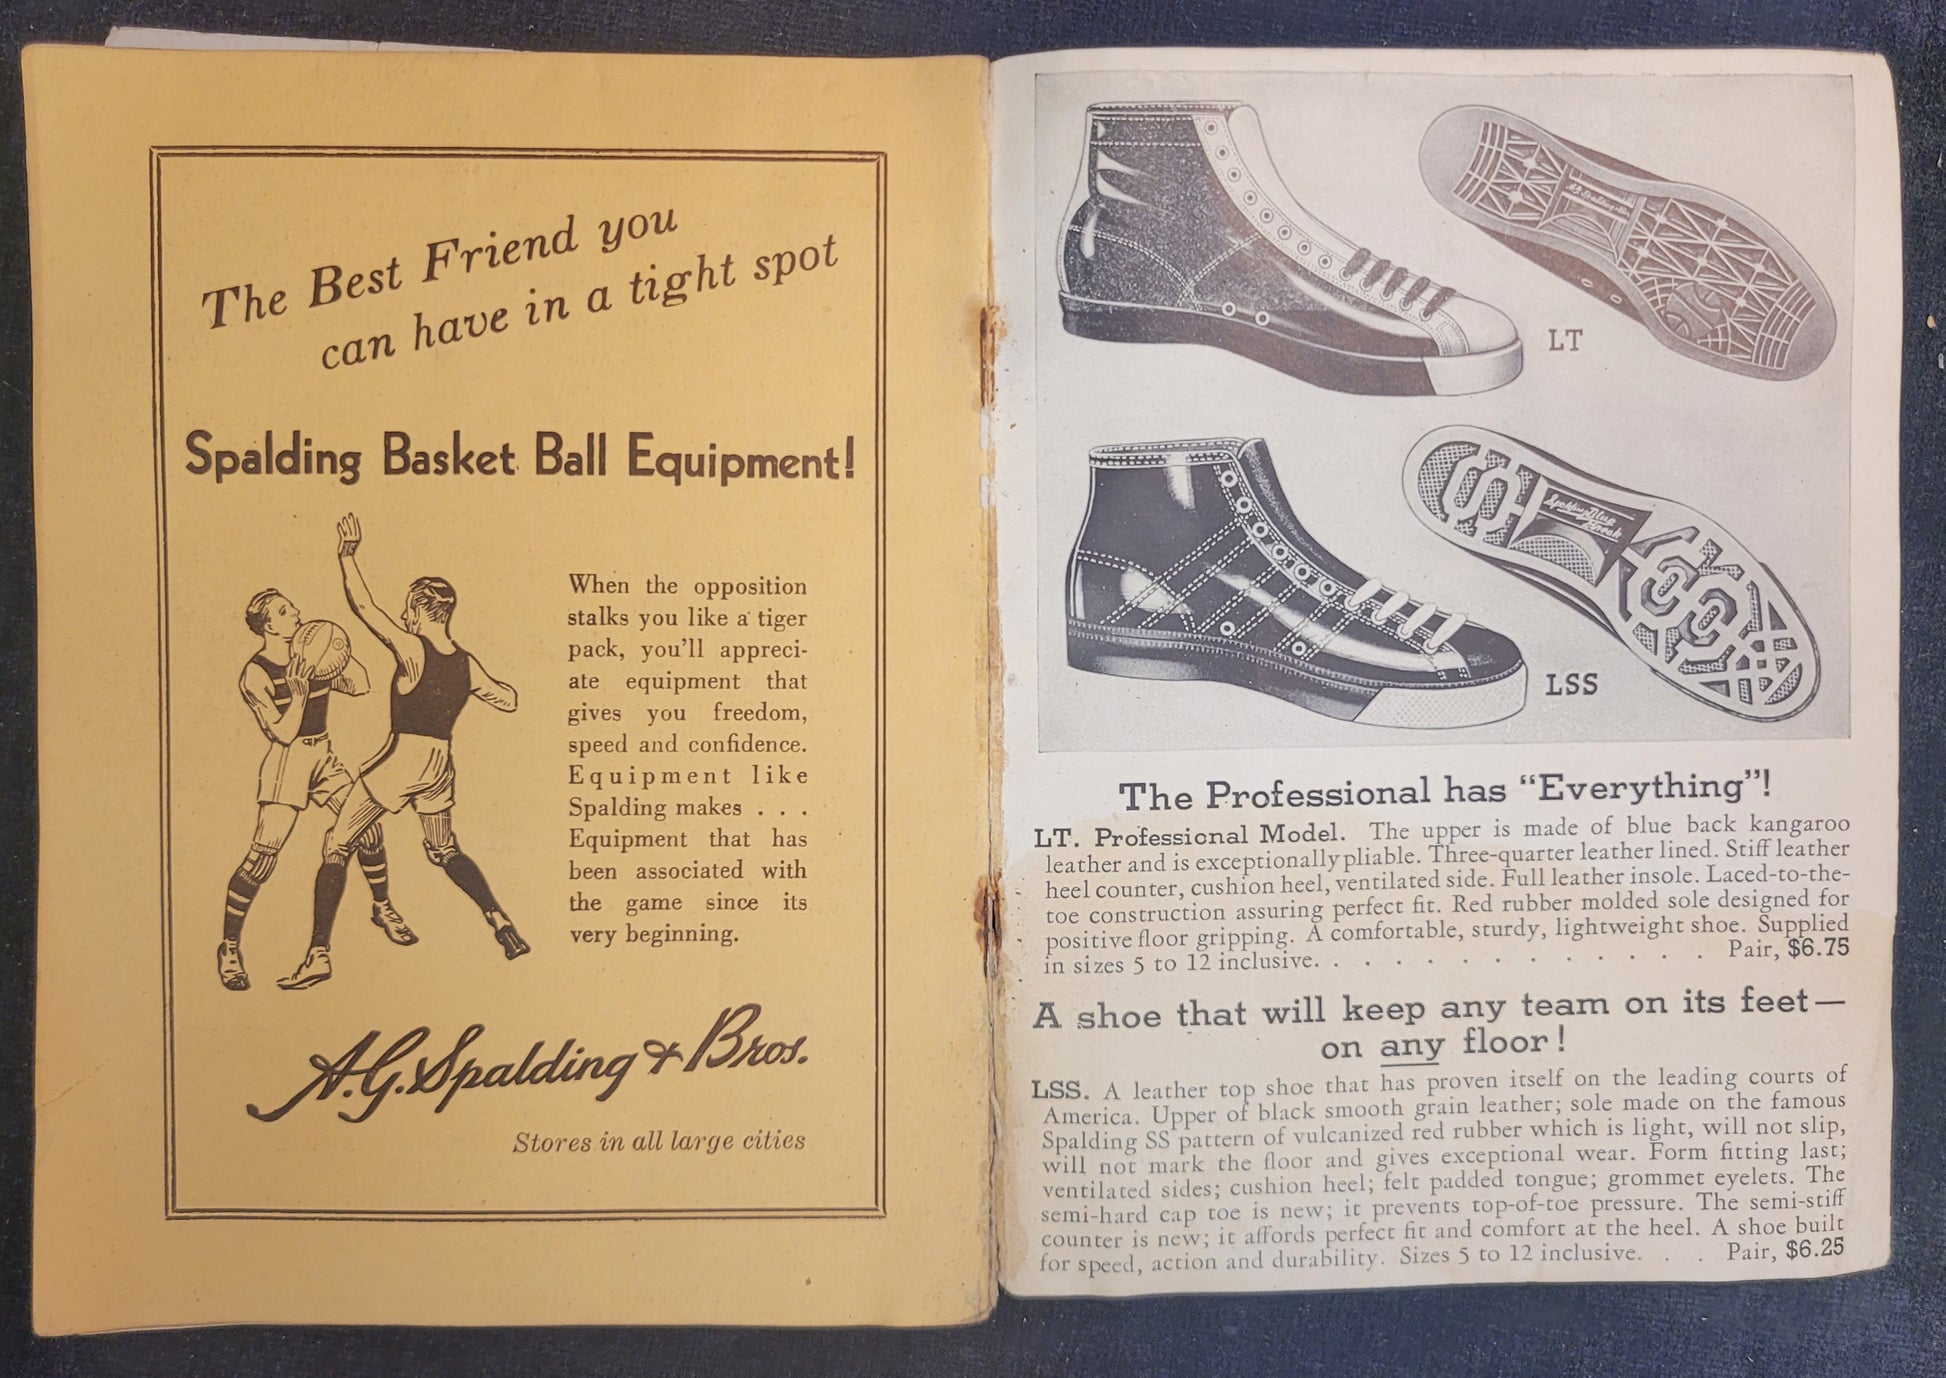 The Best Friend you
can have in a tight spot
Spalding Basket Ball Equipment!
When the opposition
stalks you like a tiger
pack, you'll appreci-
ate equipment that
gives you freedom,
speed and confidence.
Equipment like
Spalding makes . . .
Equipment that has
been associated with
the game since its
very beginning.
A.G. Spalding & Bros.
Stores in all large cities
A.G. Spalding & Bros.
LT
Spalding Blue
Streak
LSS
The Professional has “Everything”!
LT. Professional Model. The upper is made of blue back kangaroo
leather and is exceptionally pliable. Three-quarter leather lined. Stiff leather
heel counter, cushion heel, ventilated side. Full leather insole. Laced-to-the-
toe construction assuring perfect fit. Red rubber molded sole designed for
positive floor gripping. A comfortable, sturdy, lightweight shoe. Supplied
in sizes 5 to 12 inclusive. . . . . . . . . . . . . . Pair, $6.75
A shoe that will keep any team on its feet—
on any floor!
LSS. A leather top shoe that has proven itself on the leading courts of
America. Upper of black smooth grain leather; sole made on the famous
Spalding SS pattern of vulcanized red rubber which is light, will not slip,
will not mark the floor and gives exceptional wear. Form fitting last;
ventilated sides; cushion heel; felt padded tongue; grommet eyelets. The
semi-hard cap toe is new; it prevents top-of-toe pressure. The semi-stiff
counter is new; it affords perfect fit and comfort at the heel. A shoe built
for speed, action and durability. Sizes 5 to 12 inclusive. . . Pair, $6.25